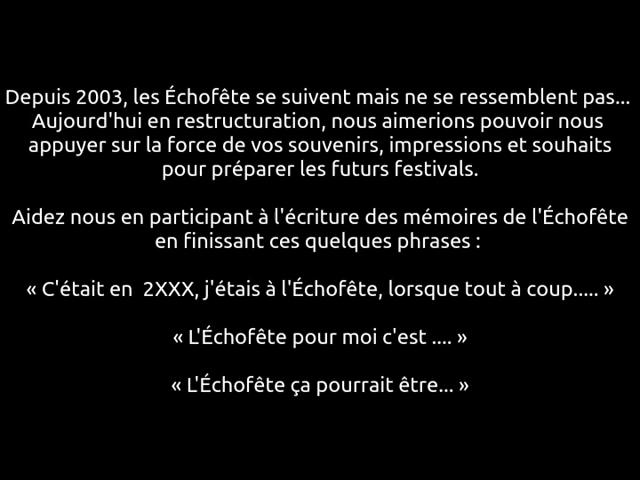 Depuis 2003, les Échofête se suivent mais ne se ressemblent pas...
Aujourd'hui en restructuration, nous aimerions pouvoir nous
appuyer sur la force de vos souvenirs, impressions et souhaits
pour préparer les futurs festivals.
Aidez nous en participant à l'écriture des mémoires de l'Échofête
en finissant ces quelques phrases :
« C'était en  2XXX, j'étais à l'Échofête, lorsque tout à coup..... »
« L'Échofête pour moi c'est .... »
« L'Échofête ça pourrait être... »